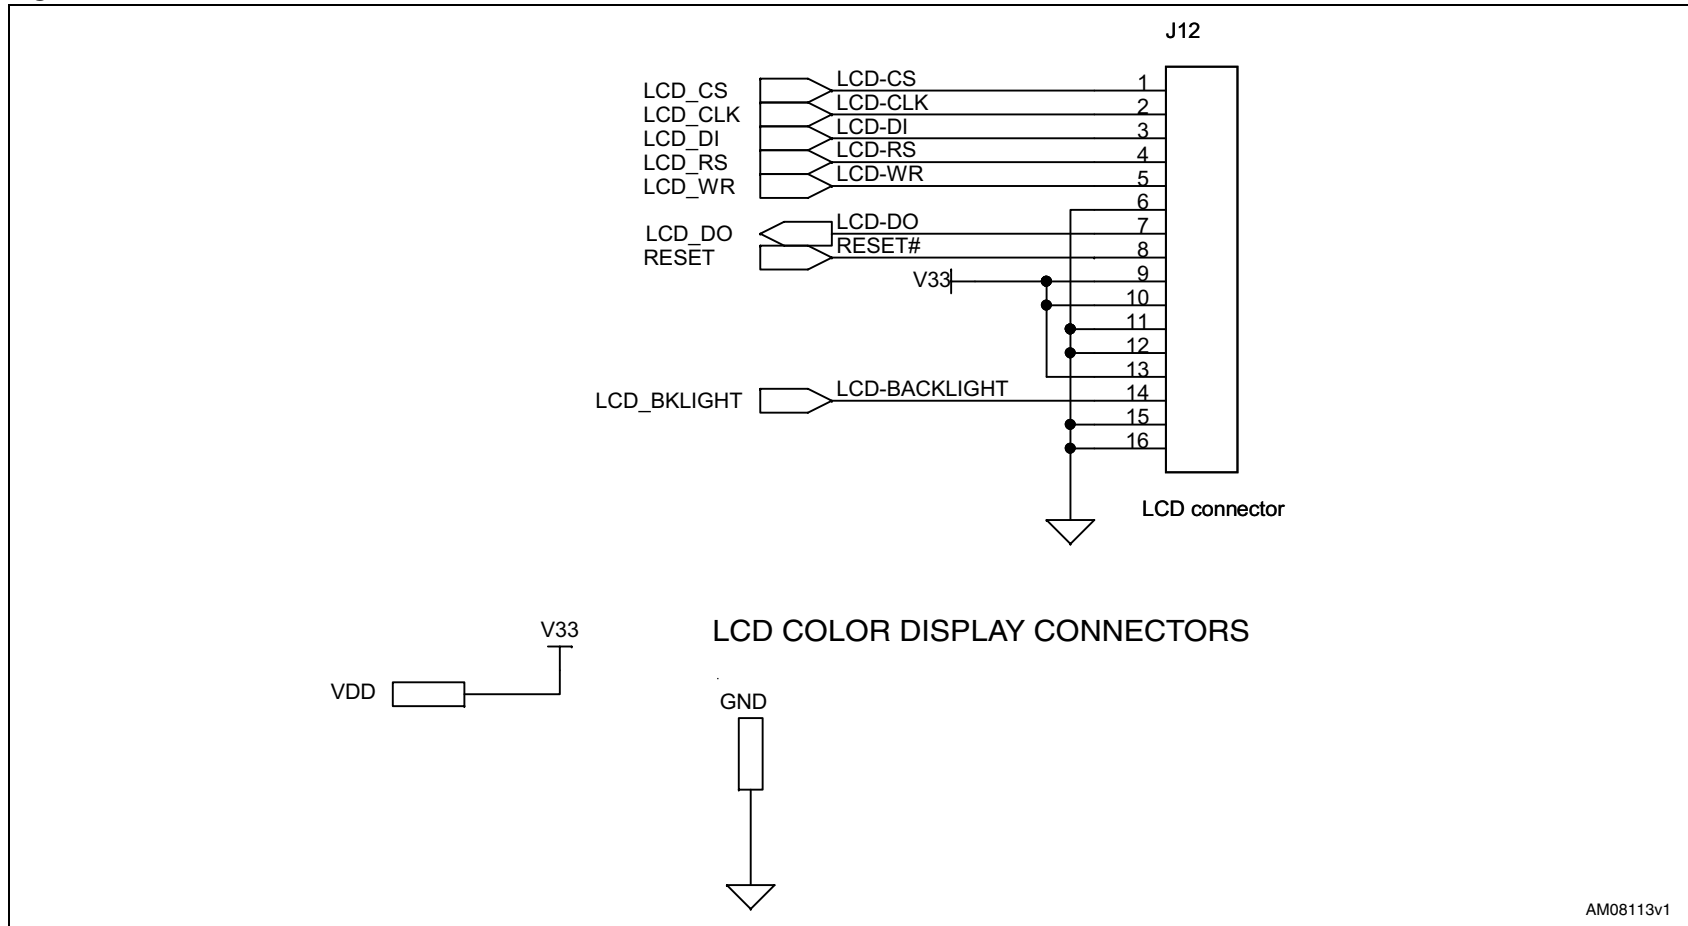 J12
LCD_CS LCD-CS 1
LCD_CLK LCD-CLK 2
LCD_DI LCD-DI 3
LCD_RS LCD-RS 4
LCD_WR LCD-WR 5
6
LCD_DO LCD-DO 7
RESET RESET# 8
V33 9
10
11
12
13
LCD_BKLIGHT LCD-BACKLIGHT 14
15
16
LCD connector
V33
LCD COLOR DISPLAY CONNECTORS
VDD
GND
AM08113v1